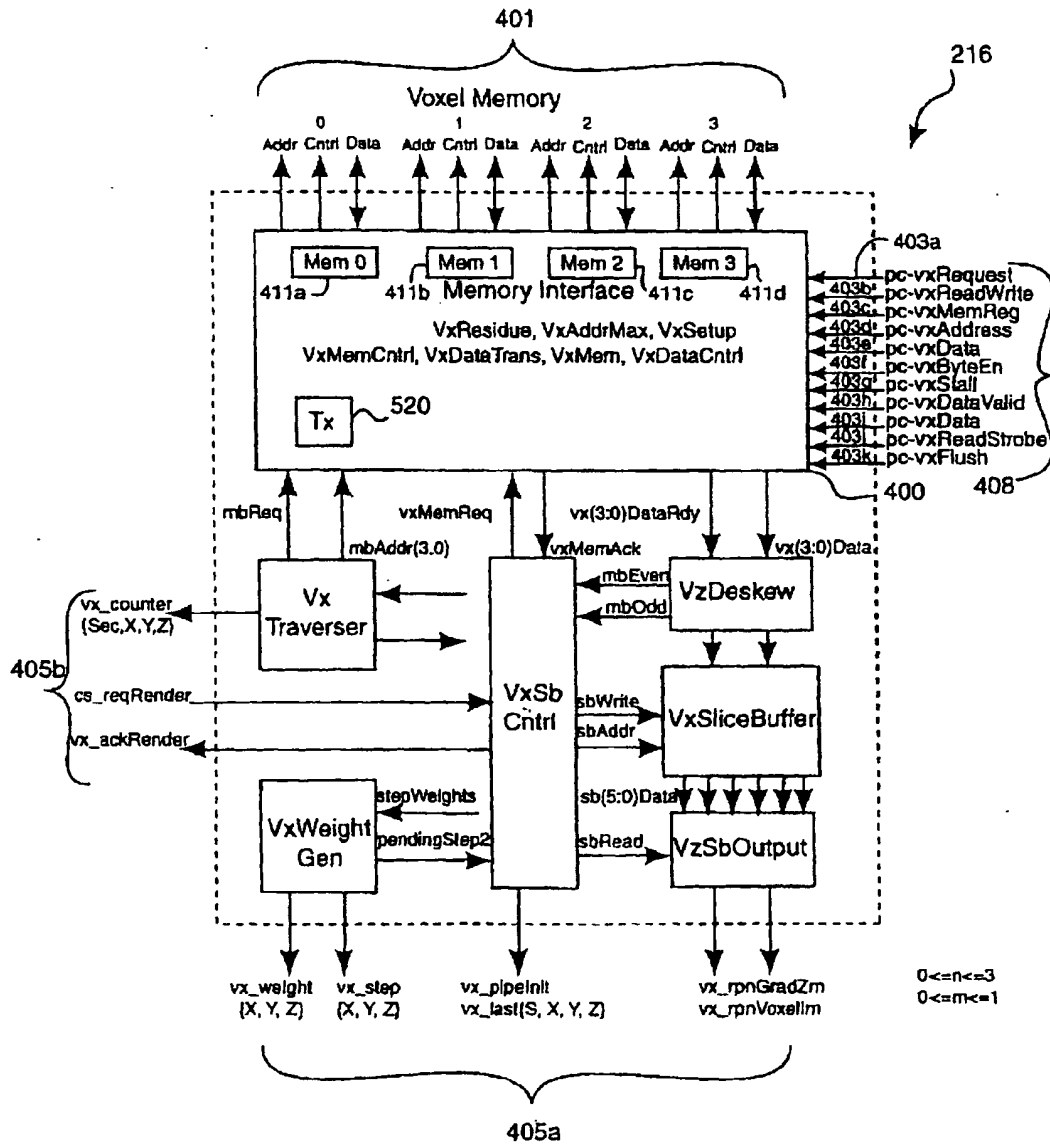 401
216
Voxel Memory
0 1 2 3
Addr Cntrl Data Addr Cntrl Data Addr Cntrl Data Addr Cntrl Data
Mem 0 Mem 1 Mem 2 Mem 3
411a 411b 411c 411d
Memory Interface
VxResidue, VxAddrMax, VxSetup
VxMemCntrl, VxDataTrans, VxMem, VxDataCntrl
Tx
520
403a
pc-vxRequest
403b pc-vxReadWrite
403c pc-vxMemReg
403d pc-vxAddress
403e pc-vxData
403f pc-vxByteEn
403g pc-vxStall
403h pc-vxDataValid
403i pc-vxData
403j pc-vxReadStrobe
403k pc-vxFlush
400
408
mbReq
mbAddr(3.0)
vxMemReq
vxMemAck
vx(3:0)DataRdy
vx(3:0)Data
Vx
Traverser
VxSb
Cntrl
mbEven
mbOdd
VzDeskew
405b
vx_counter
{Sec,X,Y,Z}
cs_reqRender
vx_ackRender
sbWrite
sbAddr
VxSliceBuffer
VxWeight
Gen
stepWeights
pendingStep2
sb(5:0)Data
sbRead
VzSbOutput
vx_weight
{X, Y, Z}
vx_step
{X, Y, Z}
vx_pipeInit
vx_last{S, X, Y, Z}
vx_rpnGradZm
vx_rpnVoxelm
0<=n<=3
0<=m<=1
405a